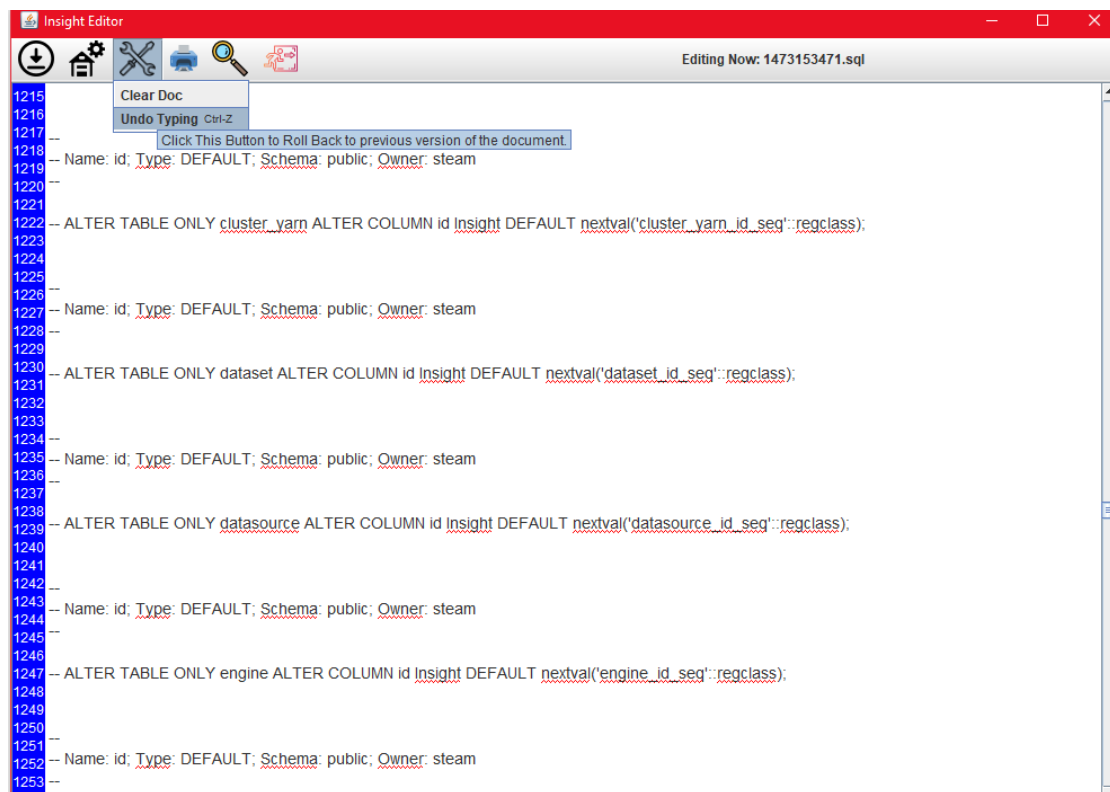 Insight Editor
Editing Now: 1473153471.sql
Clear Doc
Undo Typing Ctrl-Z
Click This Button to Roll Back to previous version of the document.
1215
1216
1217 --
1218
1219 -- Name: id; Type: DEFAULT; Schema: public; Owner: steam
1220 --
1221
1222 -- ALTER TABLE ONLY cluster_yarn ALTER COLUMN id Insight DEFAULT nextval('cluster_yarn_id_seq'::regclass);
1223
1224
1225
1226 --
1227 -- Name: id; Type: DEFAULT; Schema: public; Owner: steam
1228 --
1229
1230 -- ALTER TABLE ONLY dataset ALTER COLUMN id Insight DEFAULT nextval('dataset_id_seq'::regclass);
1231
1232
1233
1234 --
1235 -- Name: id; Type: DEFAULT; Schema: public; Owner: steam
1236 --
1237
1238
1239 -- ALTER TABLE ONLY datasource ALTER COLUMN id Insight DEFAULT nextval('datasource_id_seq'::regclass);
1240
1241
1242 --
1243 -- Name: id; Type: DEFAULT; Schema: public; Owner: steam
1244
1245 --
1246
1247 -- ALTER TABLE ONLY engine ALTER COLUMN id Insight DEFAULT nextval('engine_id_seq'::regclass);
1248
1249
1250 --
1251
1252 -- Name: id; Type: DEFAULT; Schema: public; Owner: steam
1253 --